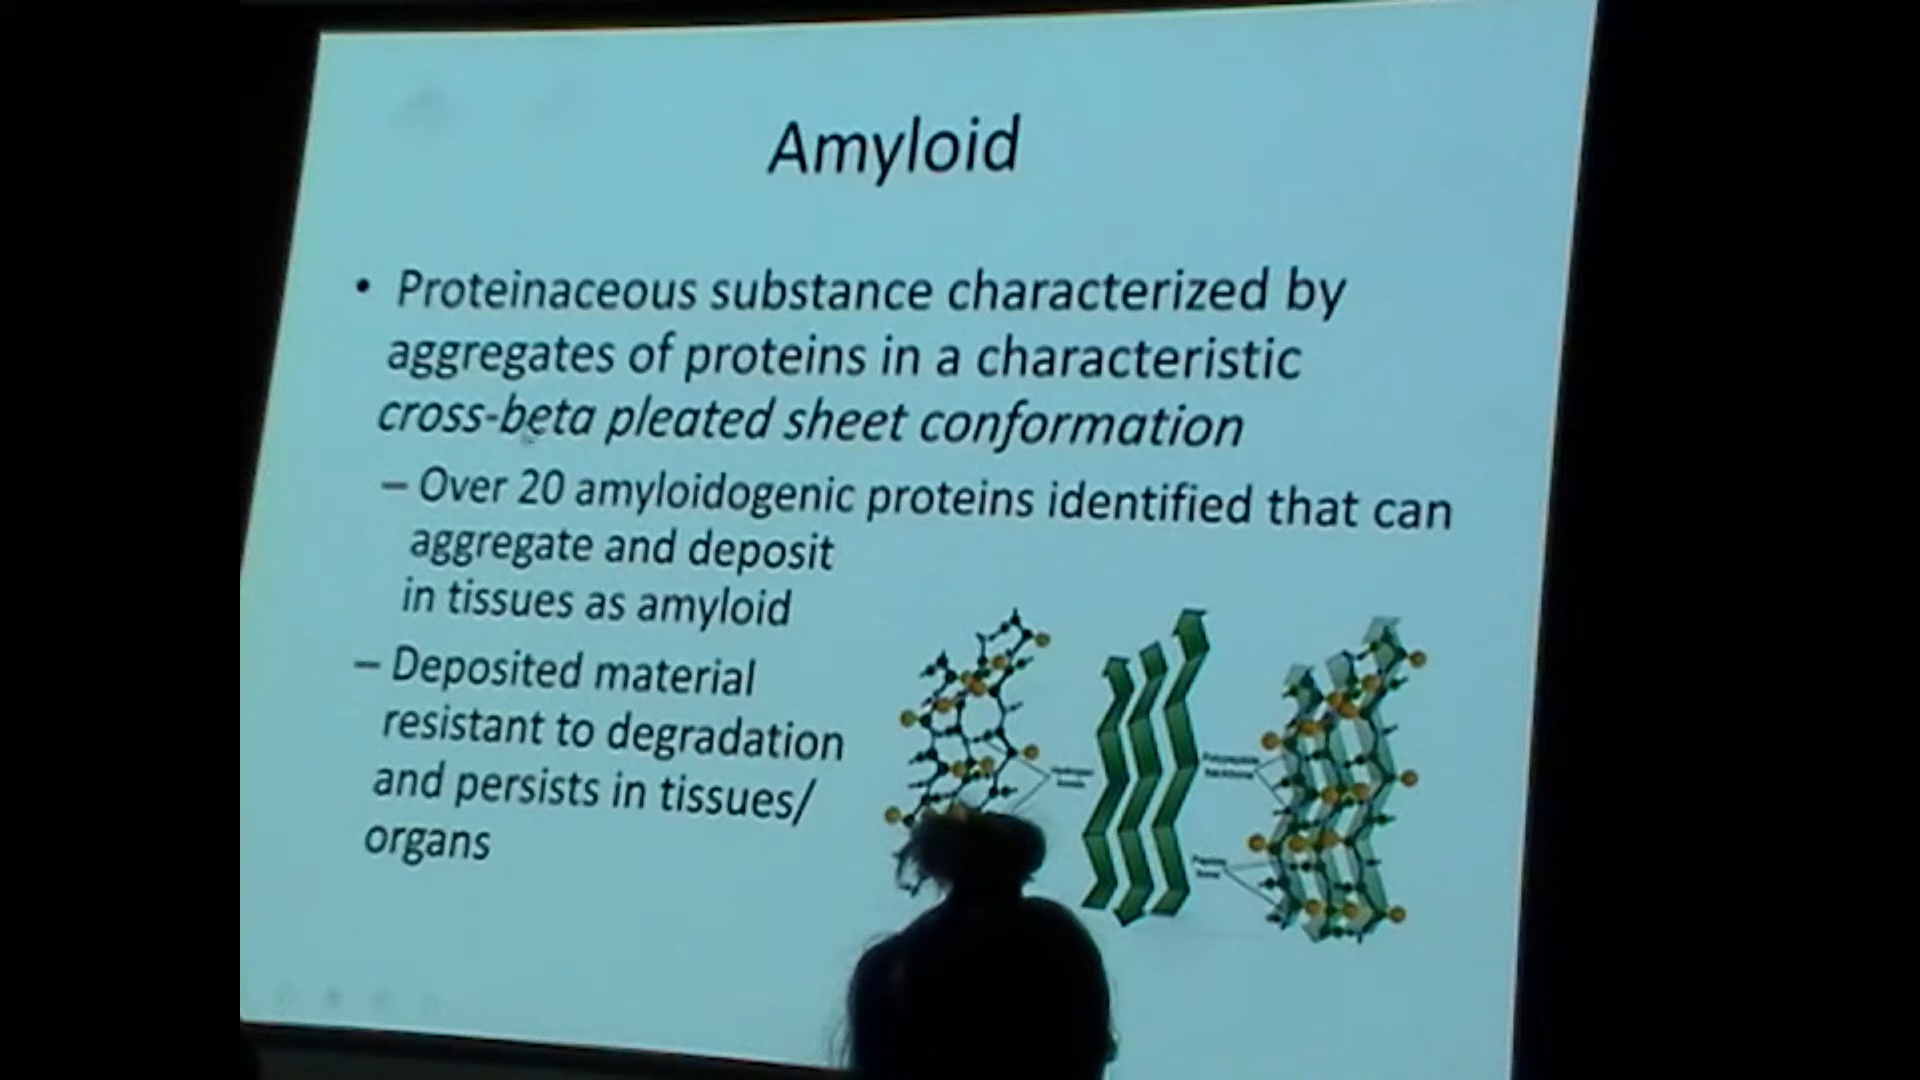 Amyloid
• Proteinaceous substance characterized by
aggregates of proteins in a characteristic
cross-beta pleated sheet conformation
– Over 20 amyloidogenic proteins identified that can
aggregate and deposit
in tissues as amyloid
– Deposited material
resistant to degradation
and persists in tissues/
organs